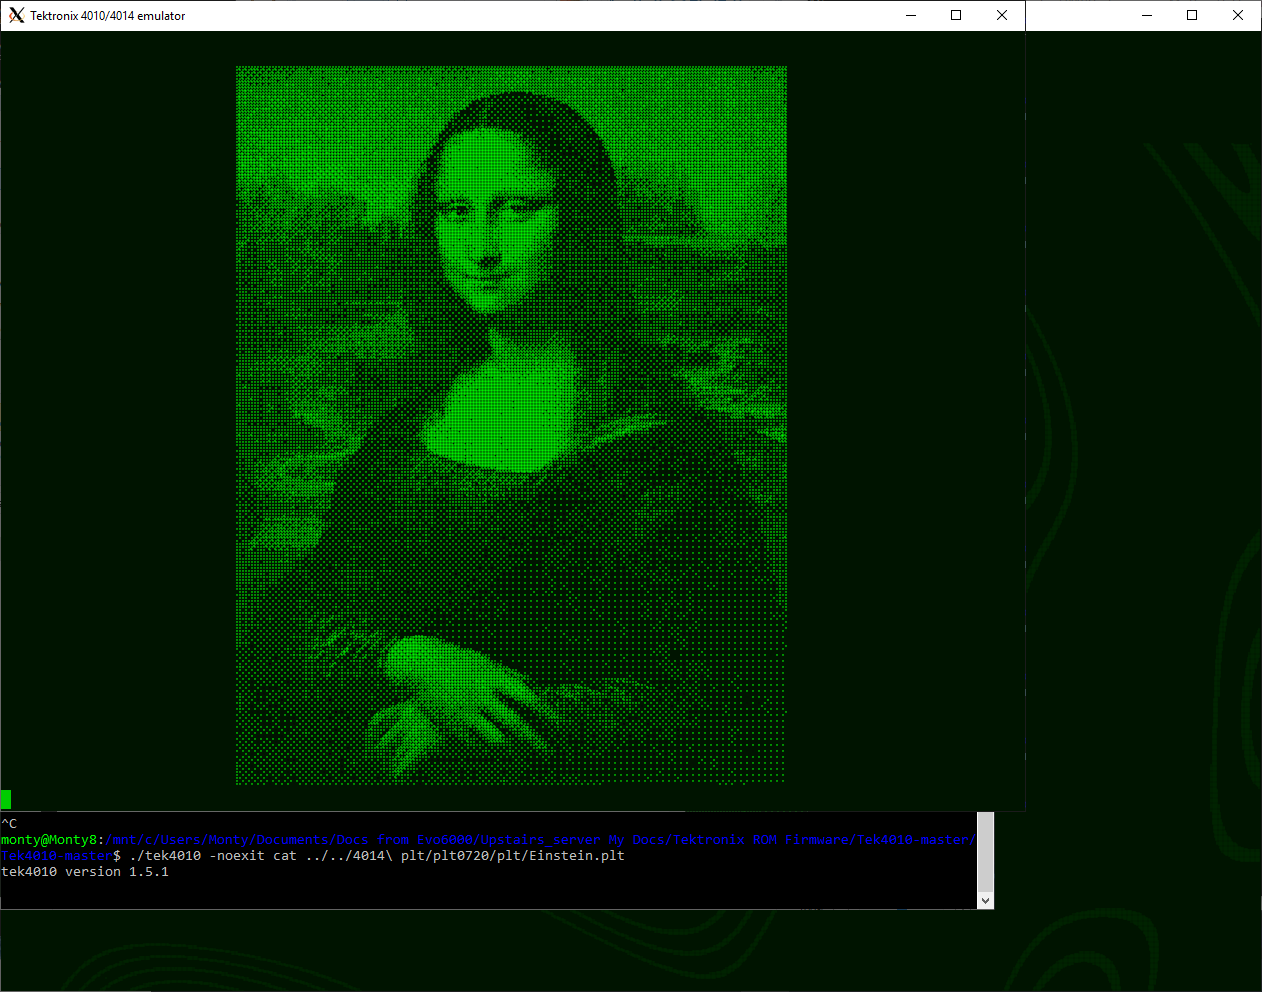 Tektronix 4010/4014 emulator
^C
monty@Monty8:/mnt/c/Users/Monty/Documents/Docs from Evo6000/Upstairs_server My Docs/Tektronix ROM Firmware/Tek4010-master/
Tek4010-master$ ./tek4010 -noexit cat ../../4014\ plt/plt0720/plt/Einstein.plt
tek4010 version 1.5.1